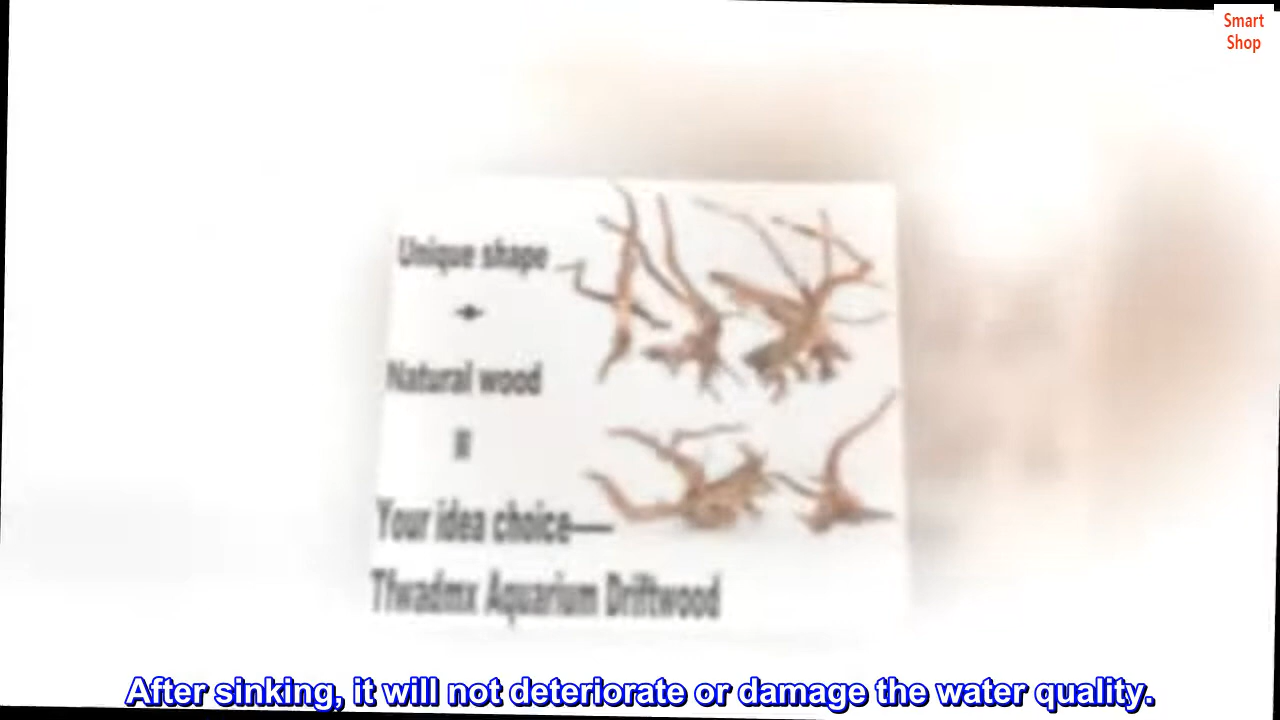 Smart
Shop
Unique shape
+
Natural wood
=
Your idea choice—
Tfwadmx Aquarium Driftwood
After sinking, it will not deteriorate or damage the water quality.